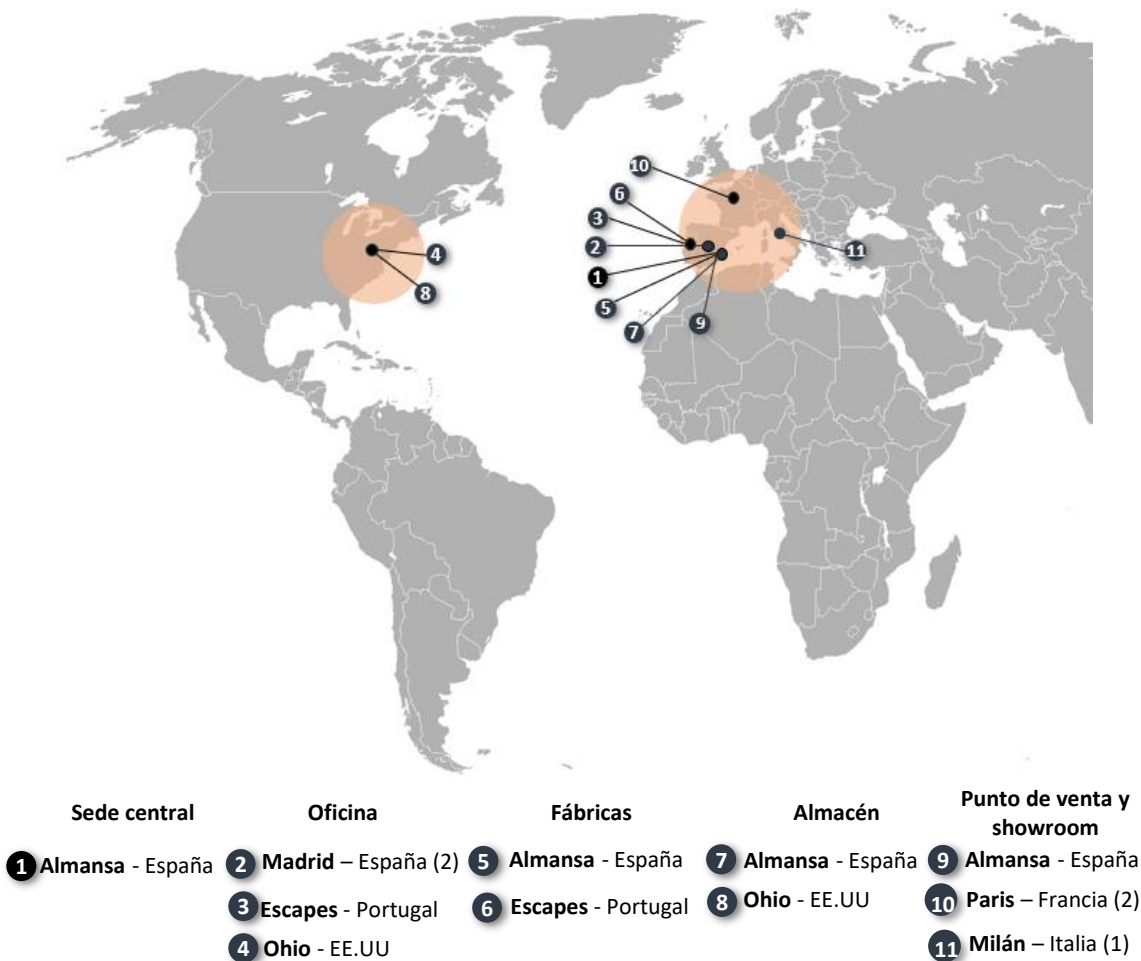 10
6
3
2
1
5
7
9
11
4
8
Sede central
1 Almansa - España
Oficina
2 Madrid – España (2)
3 Escapes - Portugal
4 Ohio - EE.UU
Fábricas
5 Almansa - España
6 Escapes - Portugal
Almacén
7 Almansa - España
8 Ohio - EE.UU
Punto de venta y
showroom
9 Almansa - España
10 Paris – Francia (2)
11 Milán – Italia (1)